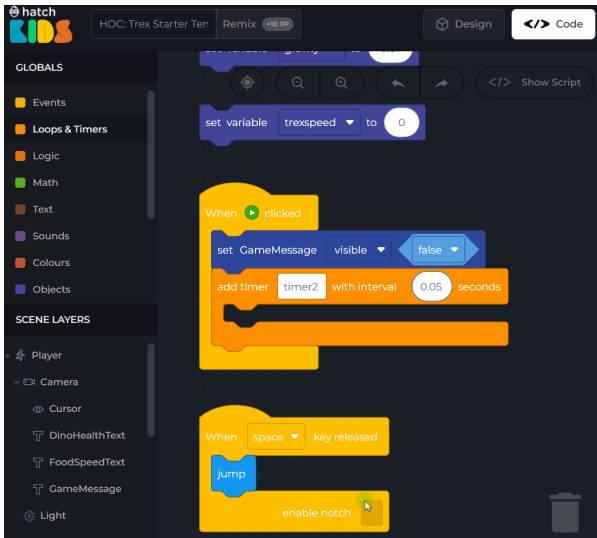 hatch
KIDS
HOC: Trex Starter Ten
Remix +10 XP
Design
</> Code
GLOBALS
Events
Loops & Timers
Logic
Math
Text
Sounds
Colours
Objects
SCENE LAYERS
Player
Camera
Cursor
DinoHealthText
FoodSpeedText
GameMessage
Light
</> Show Script
set variable trexspeed to 0
When clicked
set GameMessage visible false
add timer timer2 with interval 0.05 seconds
When space key released
jump
enable notch